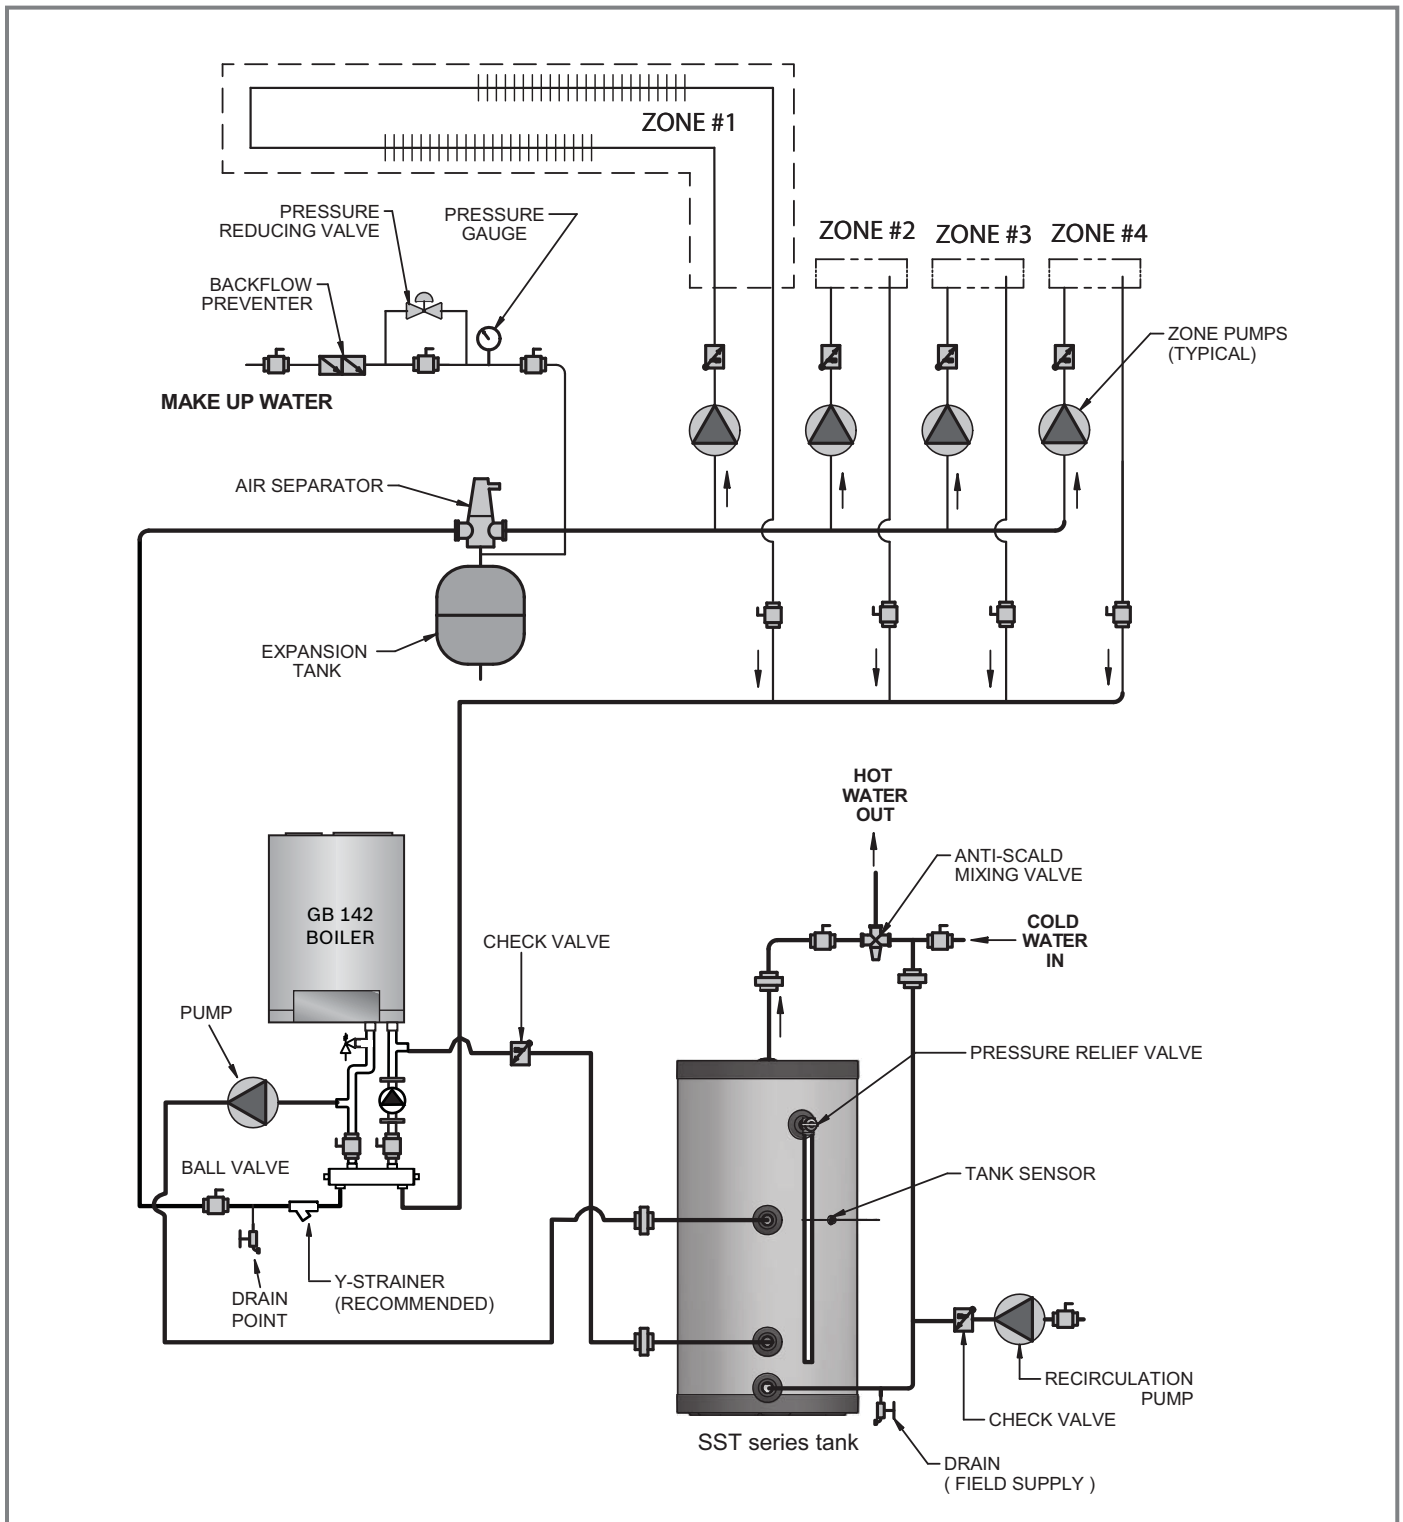 ZONE #1
PRESSURE
REDUCING VALVE
PRESSURE
GAUGE
ZONE #2
ZONE #3
ZONE #4
BACKFLOW
PREVENTER
ZONE PUMPS
(TYPICAL)
MAKE UP WATER
AIR SEPARATOR
EXPANSION
TANK
HOT
WATER
OUT
ANTI-SCALD
MIXING VALVE
GB 142
BOILER
CHECK VALVE
COLD
WATER
IN
PUMP
PRESSURE RELIEF VALVE
BALL VALVE
TANK SENSOR
Y-STRAINER
(RECOMMENDED)
DRAIN
POINT
RECIRCULATION
PUMP
CHECK VALVE
SST series tank
DRAIN
( FIELD SUPPLY )